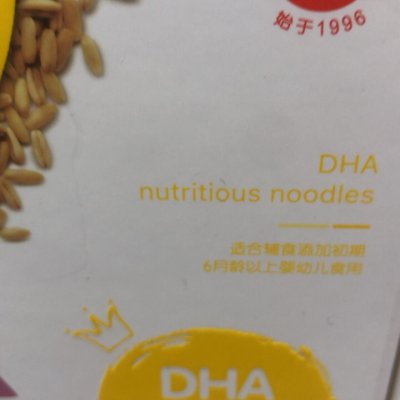 始于1996
DHA
nutritious noodles
适合辅食添加初期
6月龄以上婴幼儿食用
DHA